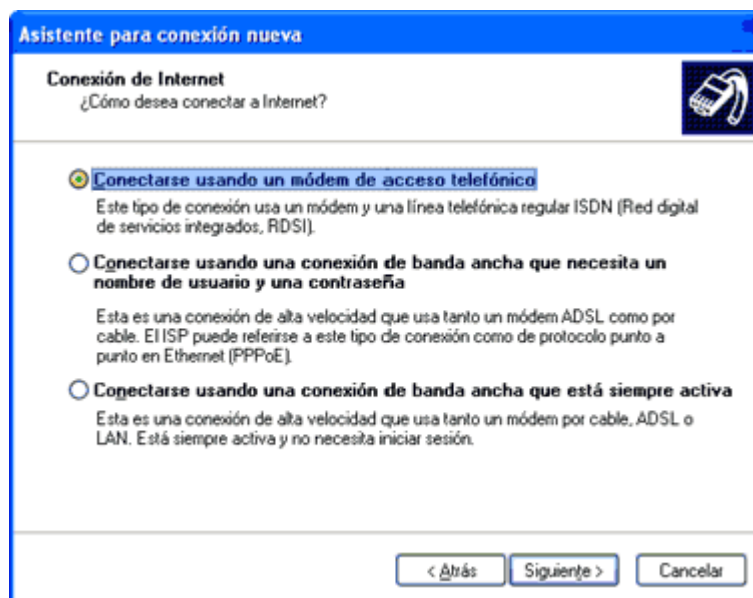 Asistente para conexión nueva
Conexión de Internet
¿Cómo desea conectar a Internet?
Conectarse usando un módem de acceso telefónico
Este tipo de conexión usa un módem y una línea telefónica regular ISDN (Red digital
de servicios integrados, RDSI).
Conectarse usando una conexión de banda ancha que necesita un
nombre de usuario y una contraseña
Esta es una conexión de alta velocidad que usa tanto un módem ADSL como por
cable. El ISP puede referirse a este tipo de conexión como de protocolo punto a
punto en Ethernet (PPPoE).
Conectarse usando una conexión de banda ancha que está siempre activa
Esta es una conexión de alta velocidad que usa tanto un módem por cable, ADSL o
LAN. Está siempre activa y no necesita iniciar sesión.
< Atrás Siguiente > Cancelar